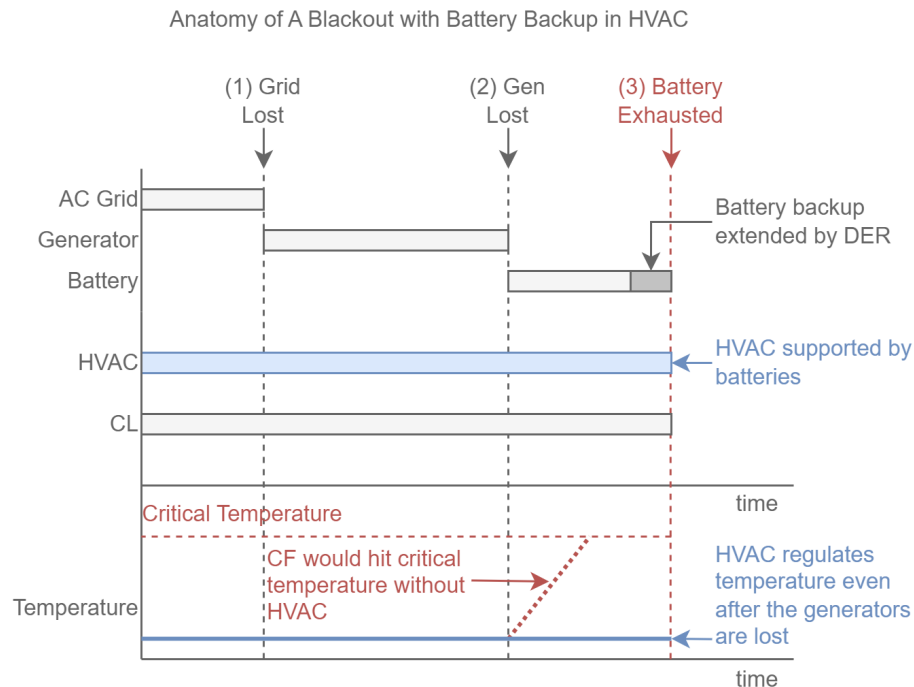 Anatomy of A Blackout with Battery Backup in HVAC
(1) Grid
Lost
(2) Gen
Lost
(3) Battery
Exhausted
AC Grid
Generator
Battery
Battery backup
extended by DER
HVAC
HVAC supported by
batteries
CL
time
Critical Temperature
CF would hit critical
temperature without
HVAC
Temperature
HVAC regulates
temperature even
after the generators
are lost
time